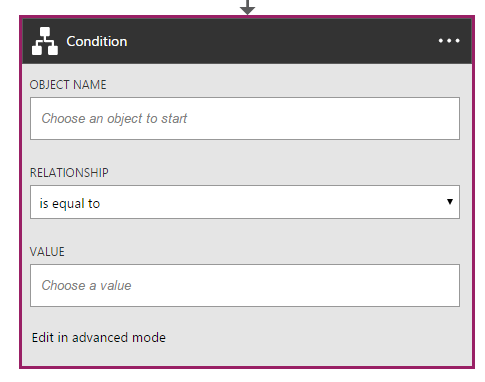 Condition
OBJECT NAME
Choose an object to start
RELATIONSHIP
is equal to
VALUE
Choose a value
Edit in advanced mode